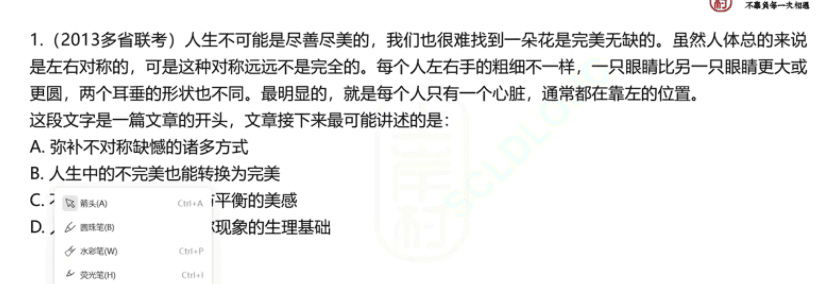 不辜负每一次相遇
1.（2013多省联考）人生不可能是尽善尽美的，我们也很难找到一朵花是完美无缺的。虽然人体总的来说
是左右对称的，可是这种对称远远不是完全的。每个人左右手的粗细不一样，一只眼睛比另一只眼睛更大或
更圆，两个耳垂的形状也不同。最明显的，就是每个人只有一个心脏，通常都在靠左的位置。
这段文字是一篇文章的开头，文章接下来最可能讲述的是：
A. 弥补不对称缺憾的诸多方式
B. 人生中的不完美也能转换为完美
C. 平衡的美感
D. 现象的生理基础
箭头(A) Ctrl+A
圆珠笔(B)
水彩笔(W) Ctrl+P
荧光笔(H) Ctrl+I